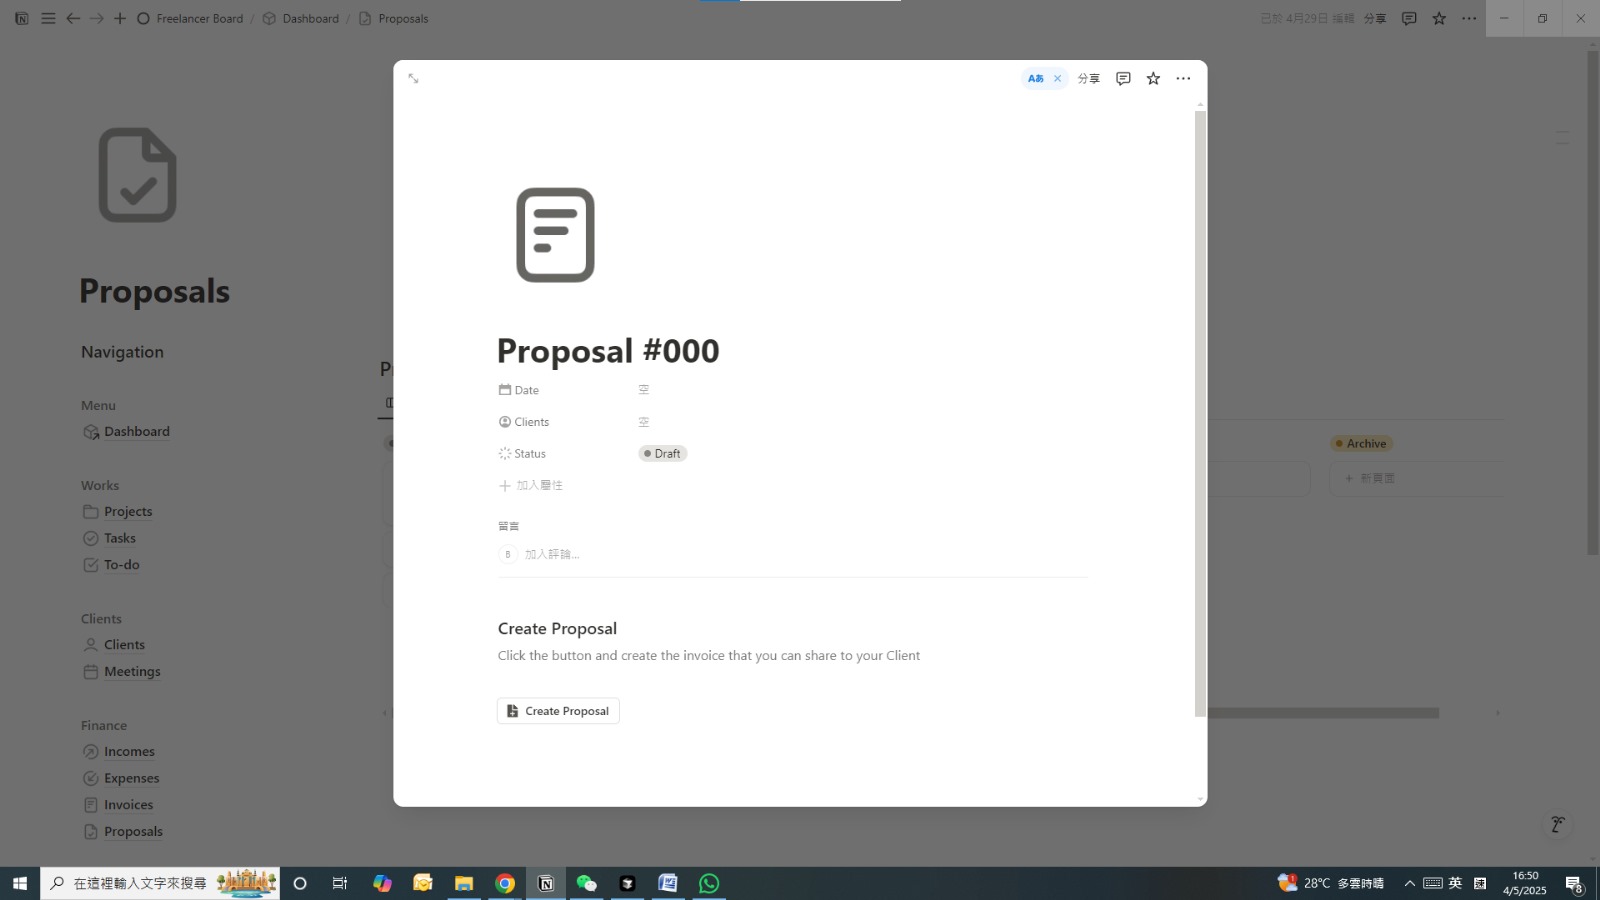 Freelancer Board / Dashboard / Proposals
已於 4月29日 編輯 分享
Aあ 分享
Proposals
Navigation
Menu
Dashboard
Works
Projects
Tasks
To-do
Clients
Clients
Meetings
Finance
Incomes
Expenses
Invoices
Proposals
Proposal #000
Date 空
Clients 空
Status Draft
加入屬性
留言
B 加入評論...
Create Proposal
Click the button and create the invoice that you can share to your Client
Create Proposal
Archive
+ 新頁面
在這裡輸入文字來搜尋
1 28°C 多雲時晴
英
16:50
4/5/2025
8